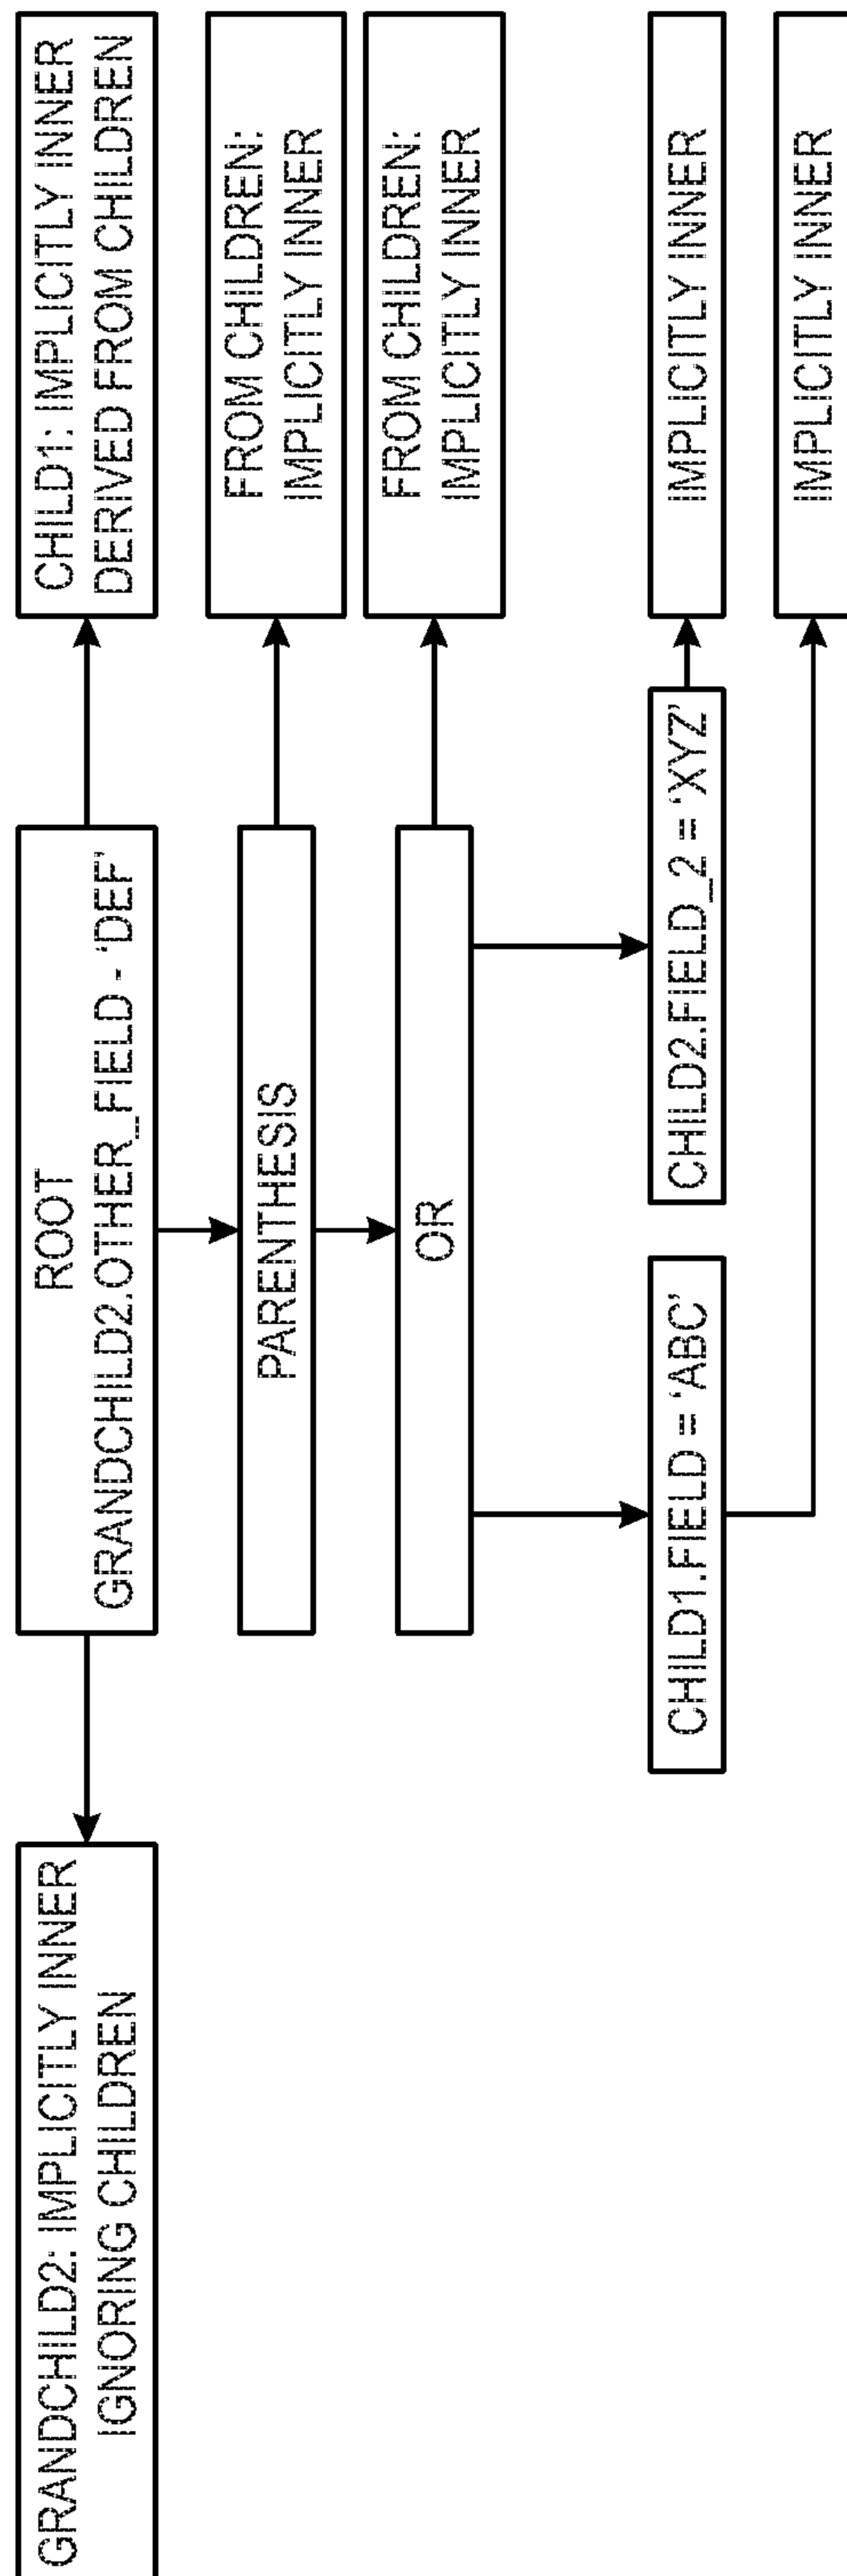 GRANDCHILD2: IMPLICITLY INNER
IGNORING CHILDREN
ROOT
GRANDCHILD2.OTHER_FIELD - ‘DEF’
CHILD1: IMPLICITLY INNER
DERIVED FROM CHILDREN
PARENTHESIS
FROM CHILDREN:
IMPLICITLY INNER
OR
FROM CHILDREN:
IMPLICITLY INNER
CHILD1.FIELD = ‘ABC’
CHILD2.FIELD_2 = ‘XYZ’
IMPLICITLY INNER
IMPLICITLY INNER